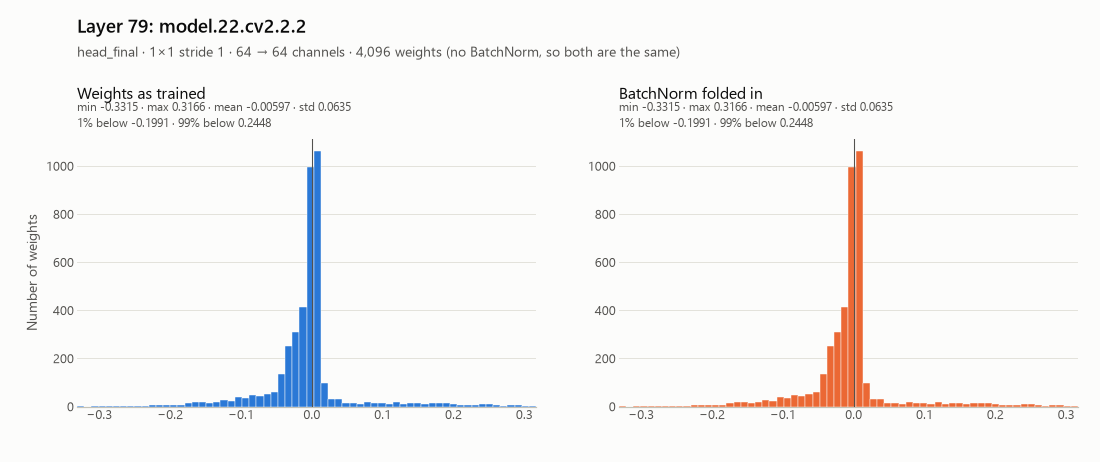 Layer 79: model.22.cv2.2.2
head_final · 1×1 stride 1 · 64 → 64 channels · 4,096 weights (no BatchNorm, so both are the same)
Weights as trained
min -0.3315 · max 0.3166 · mean -0.00597 · std 0.0635
1% below -0.1991 · 99% below 0.2448
Number of weights
1000
800
600
400
200
0
−0.3 −0.2 −0.1 0.0 0.1 0.2 0.3
BatchNorm folded in
min -0.3315 · max 0.3166 · mean -0.00597 · std 0.0635
1% below -0.1991 · 99% below 0.2448
1000
800
600
400
200
0
−0.3 −0.2 −0.1 0.0 0.1 0.2 0.3